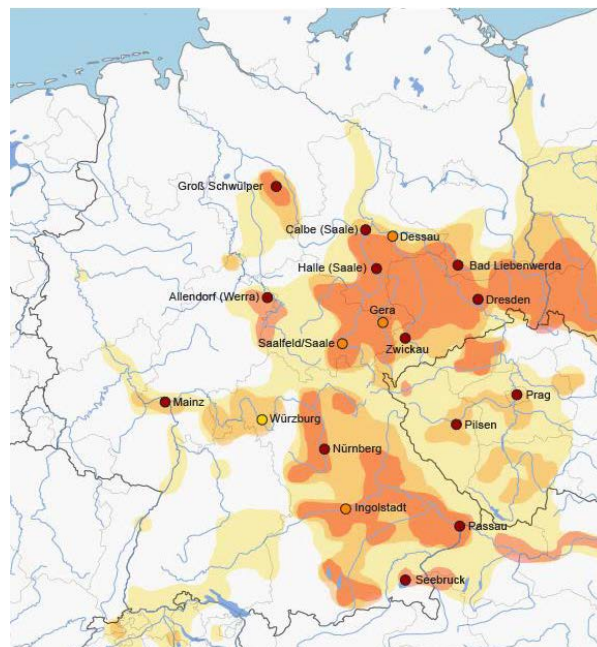 Groß Schwülper
Calbe (Saale)
Dessau
Halle (Saale)
Bad Liebenwerda
Allendorf (Werra)
Dresden
Gera
Saalfeld/Saale
Zwickau
Mainz
Prag
Würzburg
Pilsen
Nürnberg
Ingolstadt
Passau
Seebruck